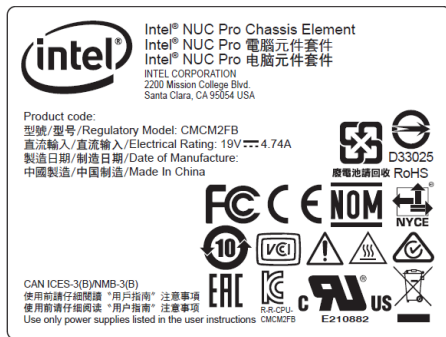 intel®
Intel® NUC Pro Chassis Element
Intel® NUC Pro 電腦元件套件
Intel® NUC Pro 电脑元件套件
INTEL CORPORATION
2200 Mission College Blvd.
Santa Clara, CA 95054 USA
Product code:
型號/型号/Regulatory Model: CMCM2FB
直流輸入/直流输入/Electrical Rating: 19V⎓4.74A
製造日期/制造日期/Date of Manufacture:
中國製造/中国制造/Made In China
廢電池請回收
D33025
RoHS
FC CE NOM
NYCE
10 VCI
EAC
R-R-CPU-
CMCM2FB
c UR US
E210882
CAN ICES-3(B)/NMB-3(B)
使用前請仔細閱讀“用戶指南”注意事項
使用前请仔细阅读“用户指南”注意事项
Use only power supplies listed in the user instructions